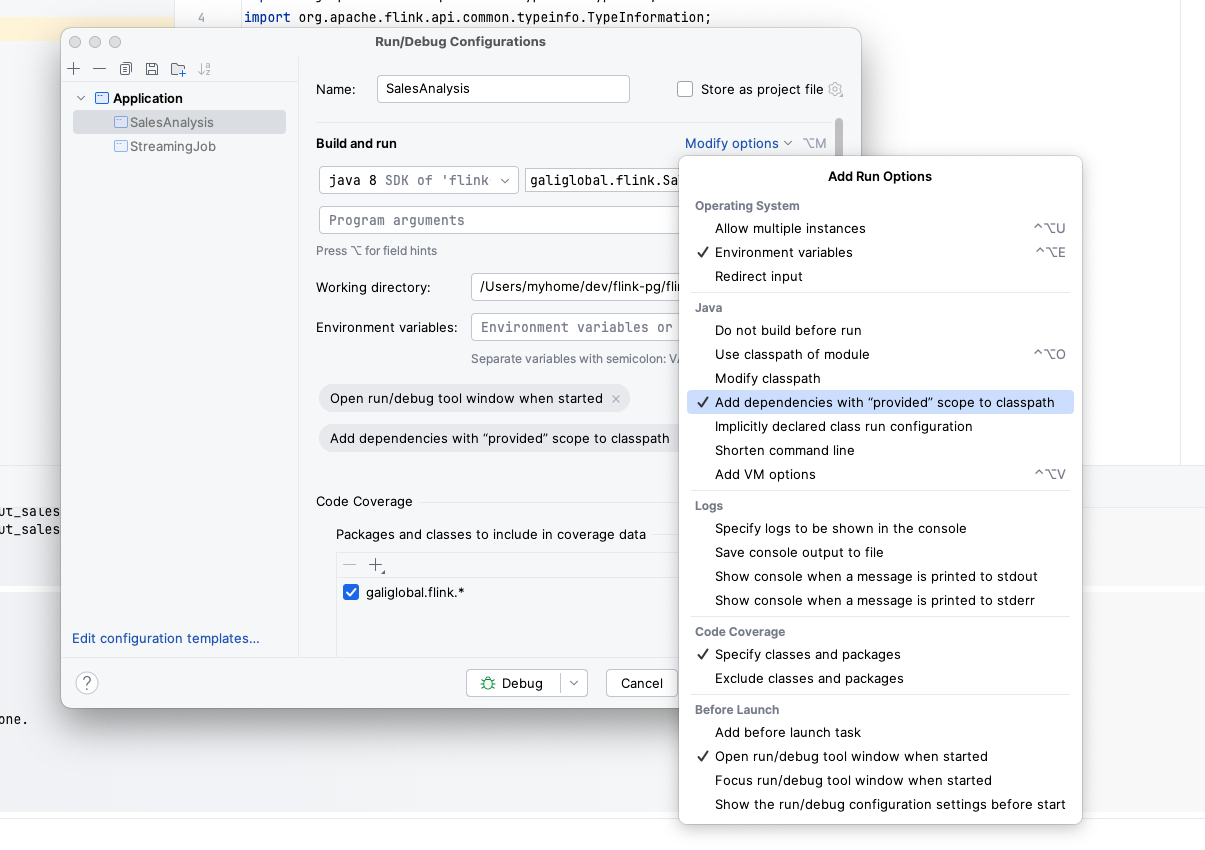 4 import org.apache.flink.api.common.typeinfo.TypeInformation;
Run/Debug Configurations
Application
SalesAnalysis
StreamingJob
Edit configuration templates...
Name: SalesAnalysis Store as project file
Build and run Modify options ⌥M
java 8 SDK of 'flink galiglobal.flink.Sa
Program arguments
Press ⌥ for field hints
Working directory: /Users/myhome/dev/flink-pg/flin
Environment variables: Environment variables or
Separate variables with semicolon: VA
Open run/debug tool window when started ×
Add dependencies with “provided” scope to classpath
Code Coverage
Packages and classes to include in coverage data
galiglobal.flink.*
? Debug Cancel
Add Run Options
Operating System
Allow multiple instances ⌃⌥U
Environment variables ⌃⌥E
Redirect input
Java
Do not build before run
Use classpath of module ⌃⌥O
Modify classpath
Add dependencies with “provided” scope to classpath
Implicitly declared class run configuration
Shorten command line
Add VM options ⌃⌥V
Logs
Specify logs to be shown in the console
Save console output to file
Show console when a message is printed to stdout
Show console when a message is printed to stderr
Code Coverage
Specify classes and packages
Exclude classes and packages
Before Launch
Add before launch task
Open run/debug tool window when started
Focus run/debug tool window when started
Show the run/debug configuration settings before start
ut_sales
ut_sales
one.